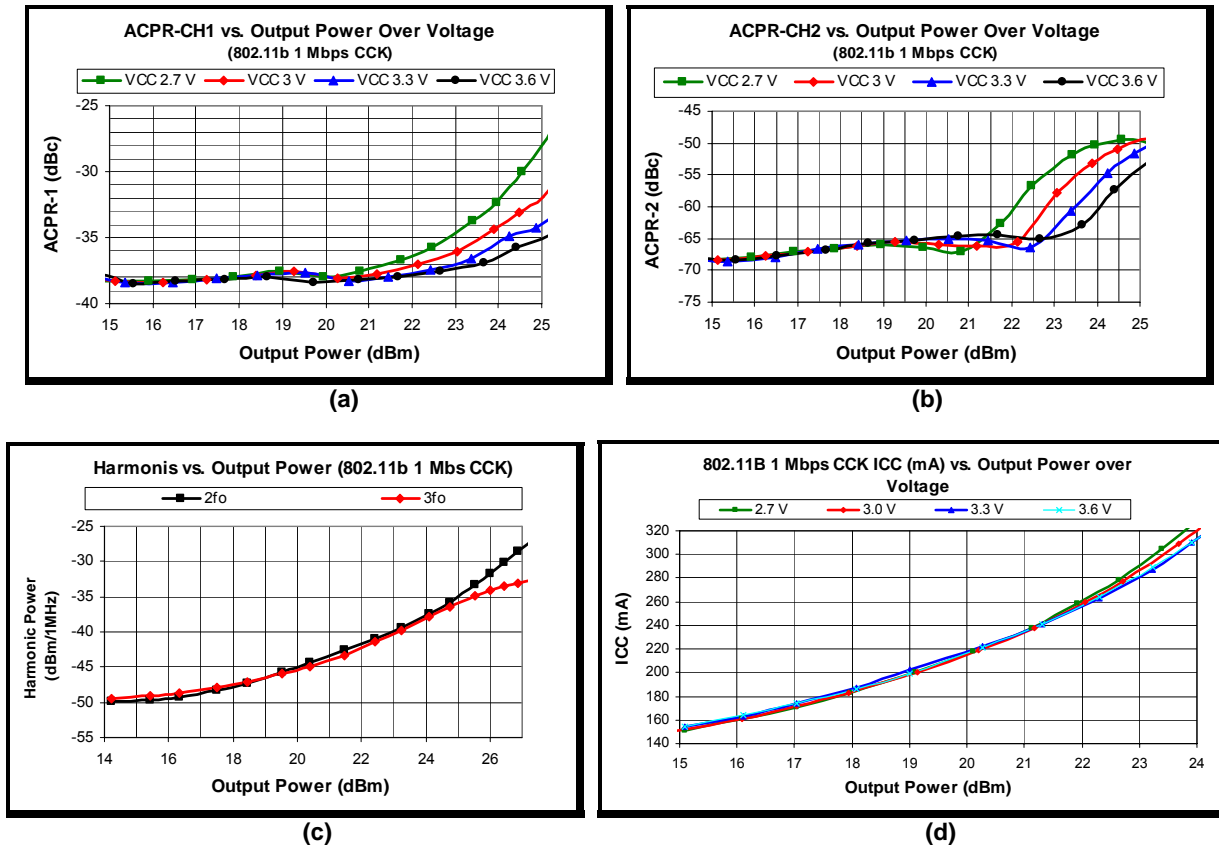 ACPR-CH1 vs. Output Power Over Voltage
(802.11b 1 Mbps CCK)
VCC 2.7 V VCC 3 V VCC 3.3 V VCC 3.6 V
ACPR-1 (dBc)
-25
-30
-35
-40
15 16 17 18 19 20 21 22 23 24 25
Output Power (dBm)
(a)
ACPR-CH2 vs. Output Power Over Voltage
(802.11b 1 Mbps CCK)
VCC 2.7 V VCC 3 V VCC 3.3 V VCC 3.6 V
ACPR-2 (dBc)
-45
-50
-55
-60
-65
-70
-75
15 16 17 18 19 20 21 22 23 24 25
Output Power (dBm)
(b)
Harmonis vs. Output Power (802.11b 1 Mbs CCK)
2fo 3fo
Harmonic Power
(dBm/1MHz)
-25
-30
-35
-40
-45
-50
-55
14 16 18 20 22 24 26
Output Power (dBm)
(c)
802.11B 1 Mbps CCK ICC (mA) vs. Output Power over
Voltage
2.7 V 3.0 V 3.3 V 3.6 V
ICC (mA)
320
300
280
260
240
220
200
180
160
140
15 16 17 18 19 20 21 22 23 24
Output Power (dBm)
(d)